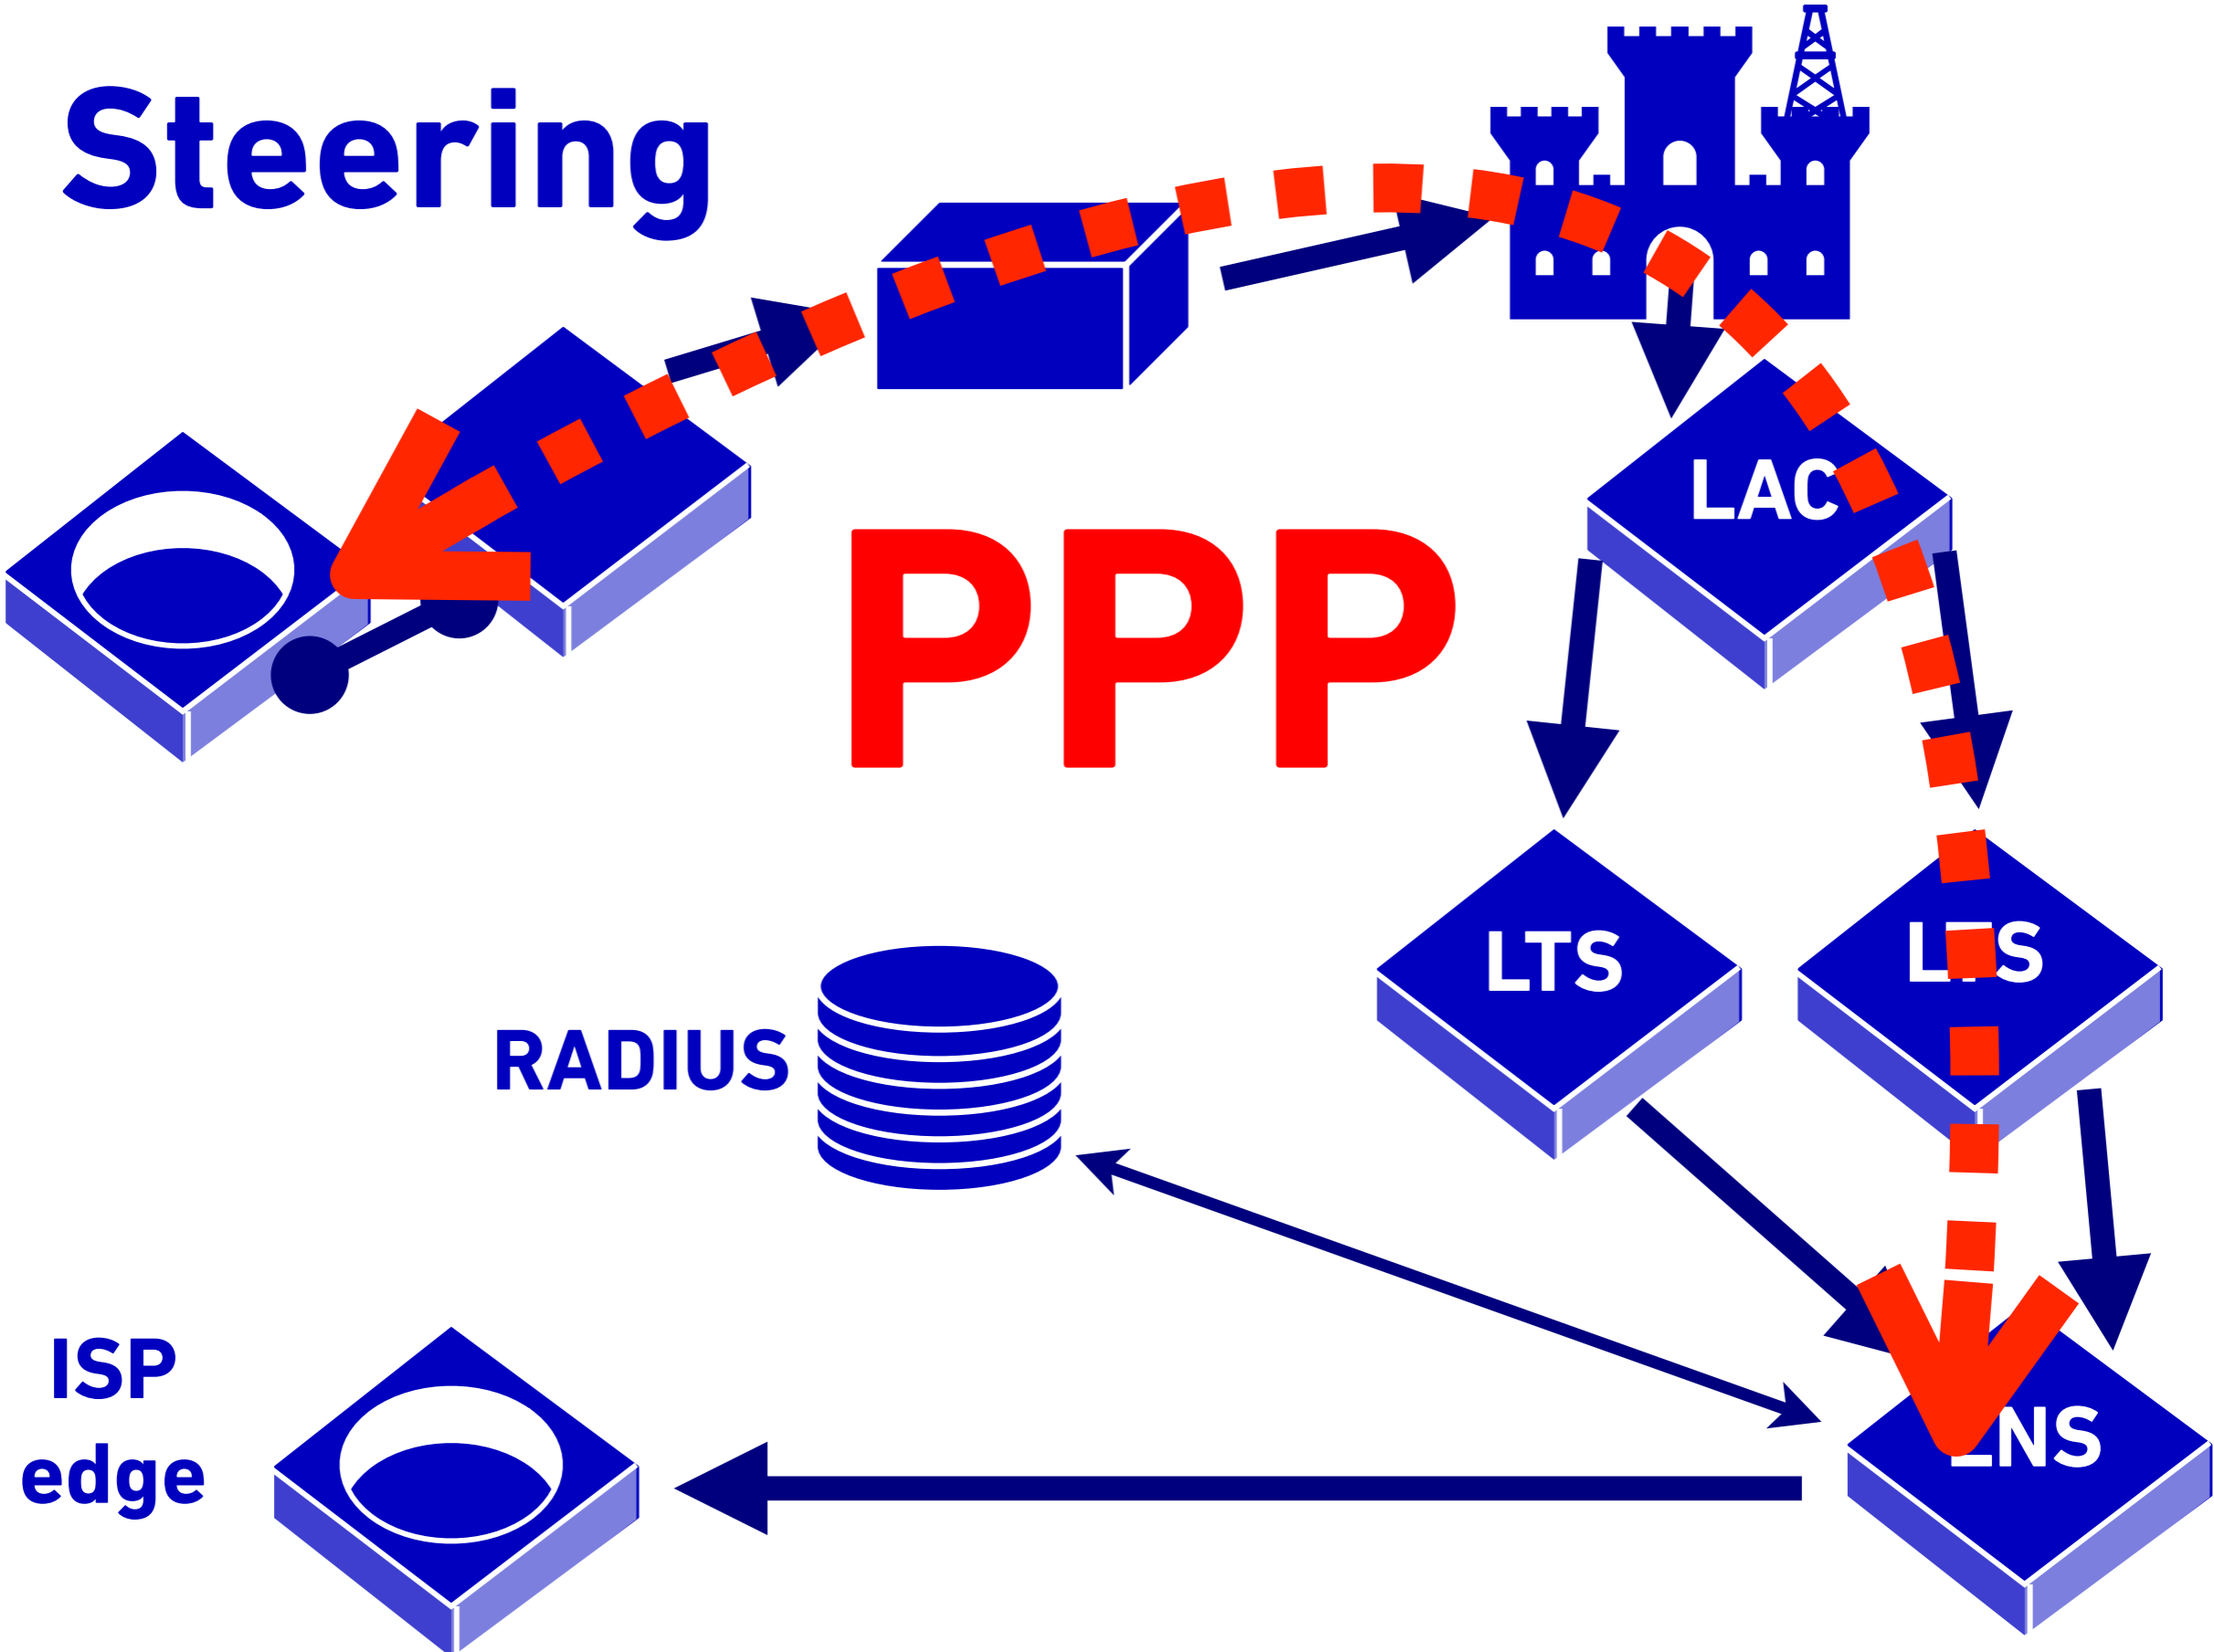 Steering
LAC
PPP
LTS
LTS
RADIUS
ISP
edge
LNS